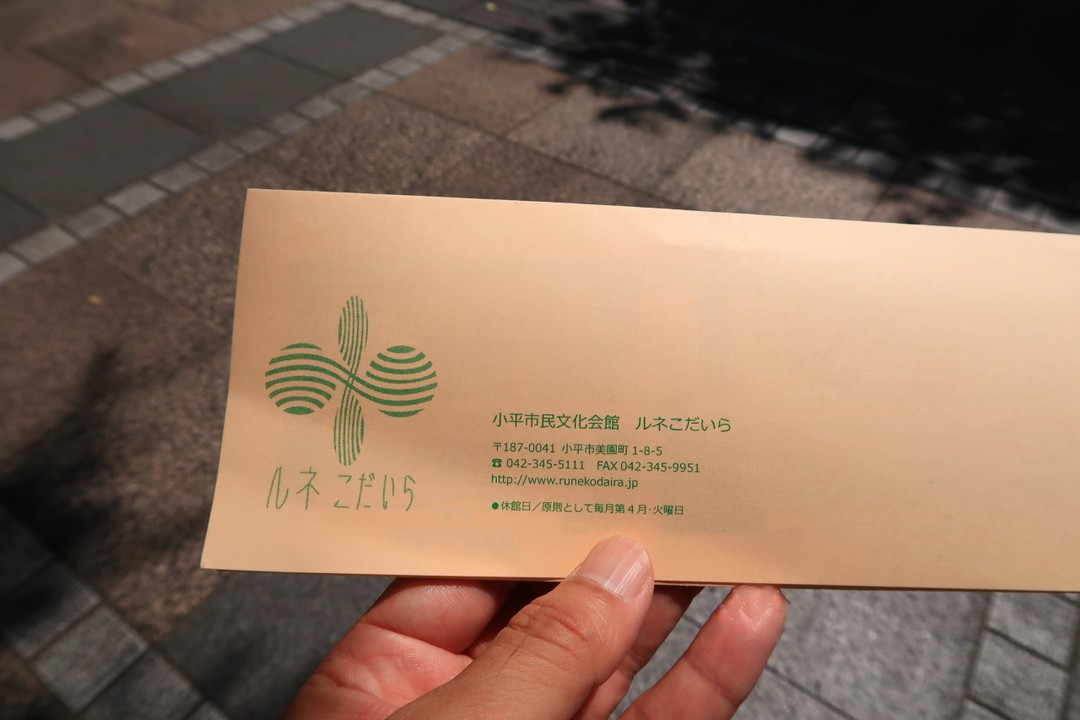 ルネ こだいら
小平市民文化会館　ルネこだいら
〒187-0041 小平市美園町 1-8-5
☎ 042-345-5111　FAX 042-345-9951
http://www.runekodaira.jp
●休館日／原則として毎月第4月･火曜日